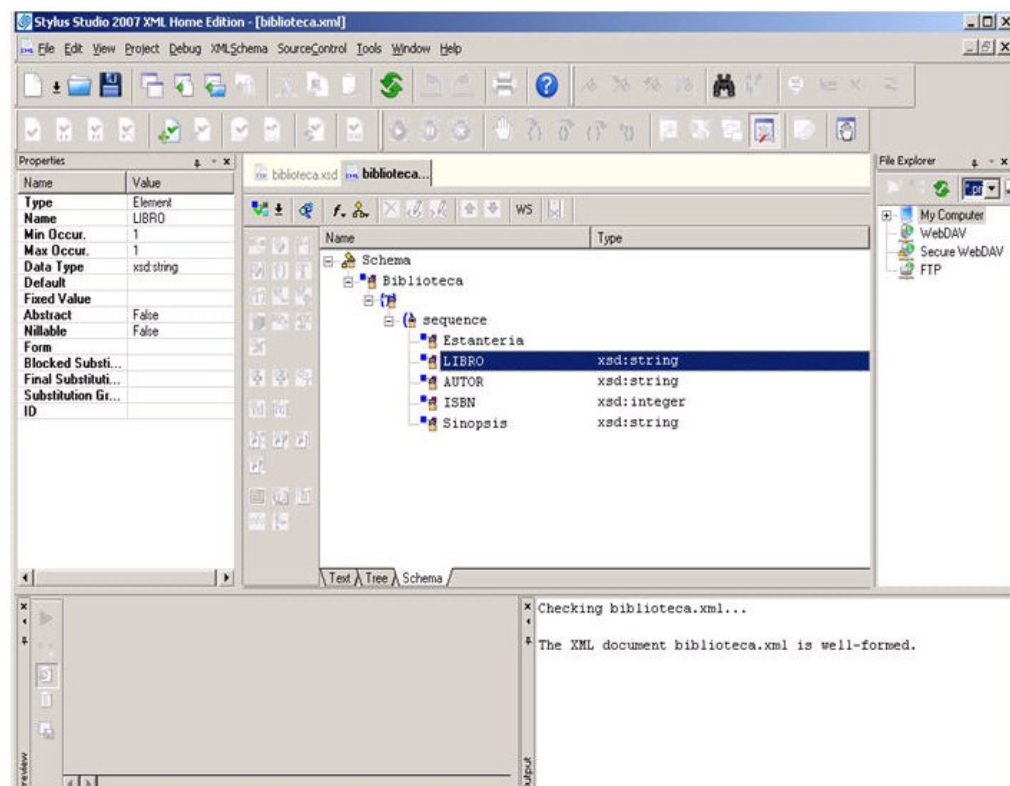 Stylus Studio 2007 XML Home Edition - [biblioteca.xml]
File Edit View Project Debug XMLSchema SourceControl Tools Window Help
Properties
Name Value
Type Element
Name LIBRO
Min Occur. 1
Max Occur. 1
Data Type xsd:string
Default
Fixed Value
Abstract False
Nillable False
Form
Blocked Substi...
Final Substituti...
Substitution Gr...
ID
biblioteca.xsd biblioteca...
WS
Name Type
Schema
Biblioteca
sequence
Estanteria
LIBRO xsd:string
AUTOR xsd:string
ISBN xsd:integer
Sinopsis xsd:string
Text Tree Schema
File Explorer
My Computer
WebDAV
Secure WebDAV
FTP
Checking biblioteca.xml...
The XML document biblioteca.xml is well-formed.